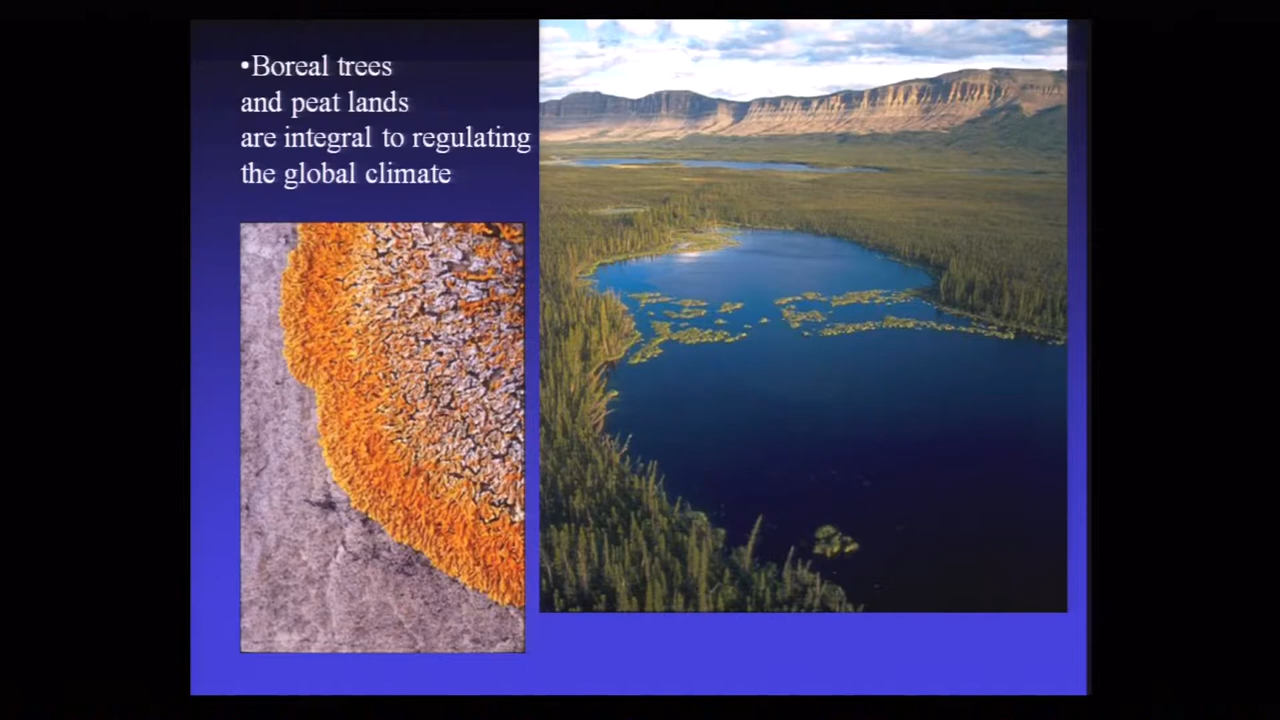 •Boreal trees
and peat lands
are integral to regulating
the global climate